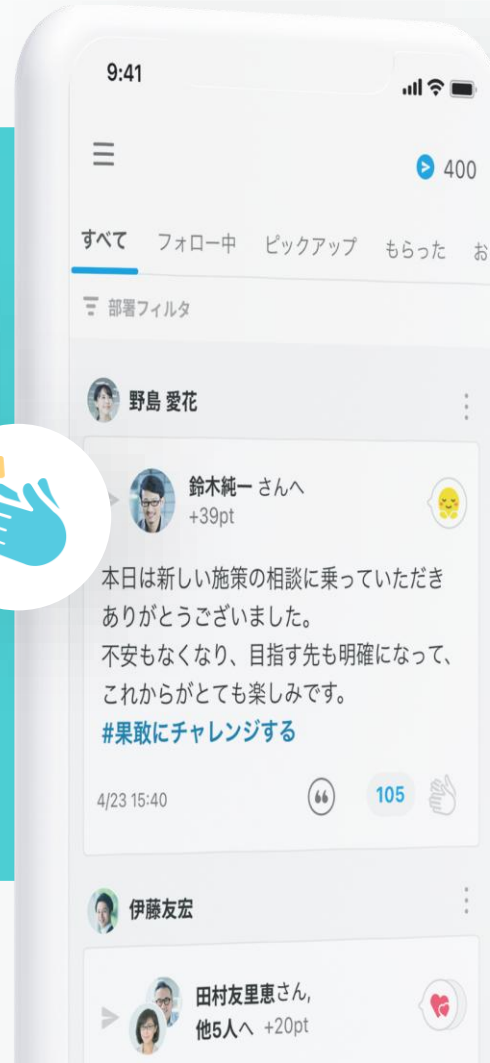 9:41
400
すべて フォロー中 ピックアップ もらった お
部署フィルタ
野島 愛花
鈴木純一 さんへ
+39pt
本日は新しい施策の相談に乗っていただき
ありがとうございました。
不安もなくなり、目指す先も明確になって、
これからがとても楽しみです。
#果敢にチャレンジする
4/23 15:40 105
伊藤友宏
田村友里恵さん,
他5人へ +20pt